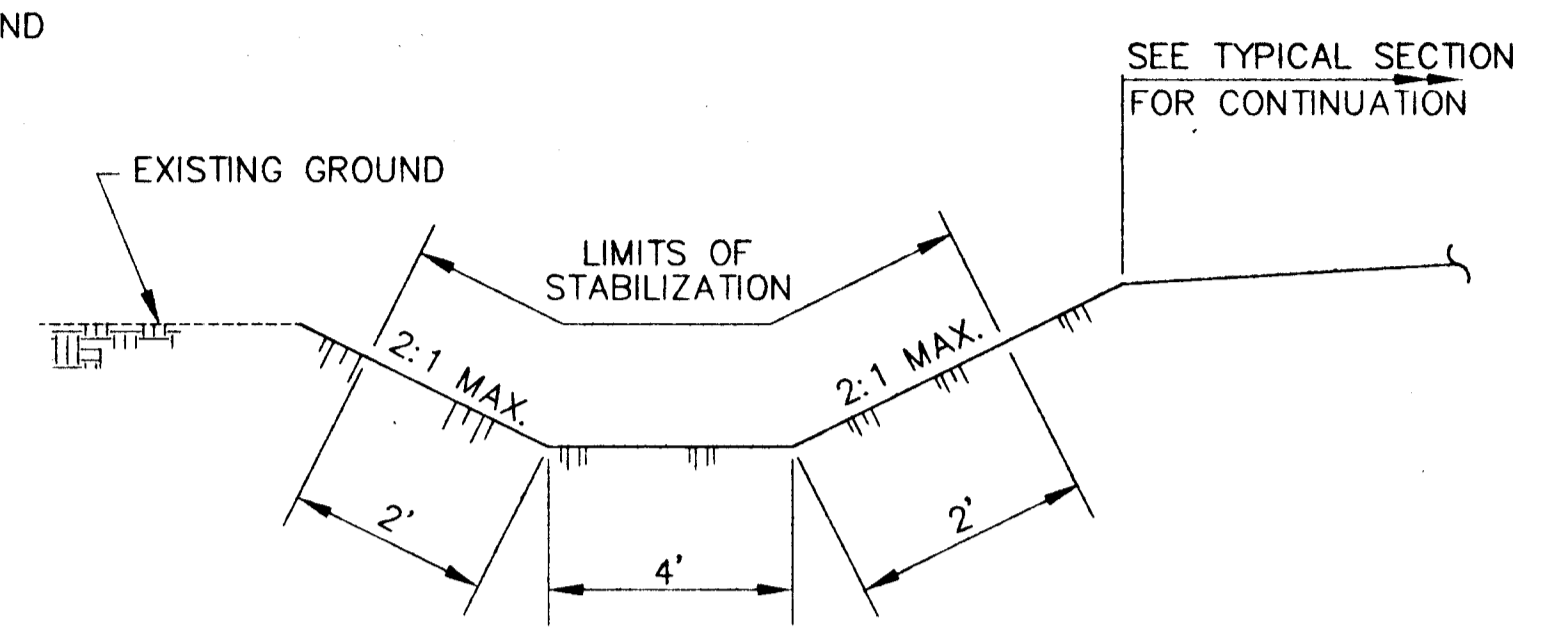 ND
SEE TYPICAL SECTION
FOR CONTINUATION
EXISTING GROUND
LIMITS OF
STABILIZATION
2:1 MAX.
2:1 MAX.
2'
4'
2'